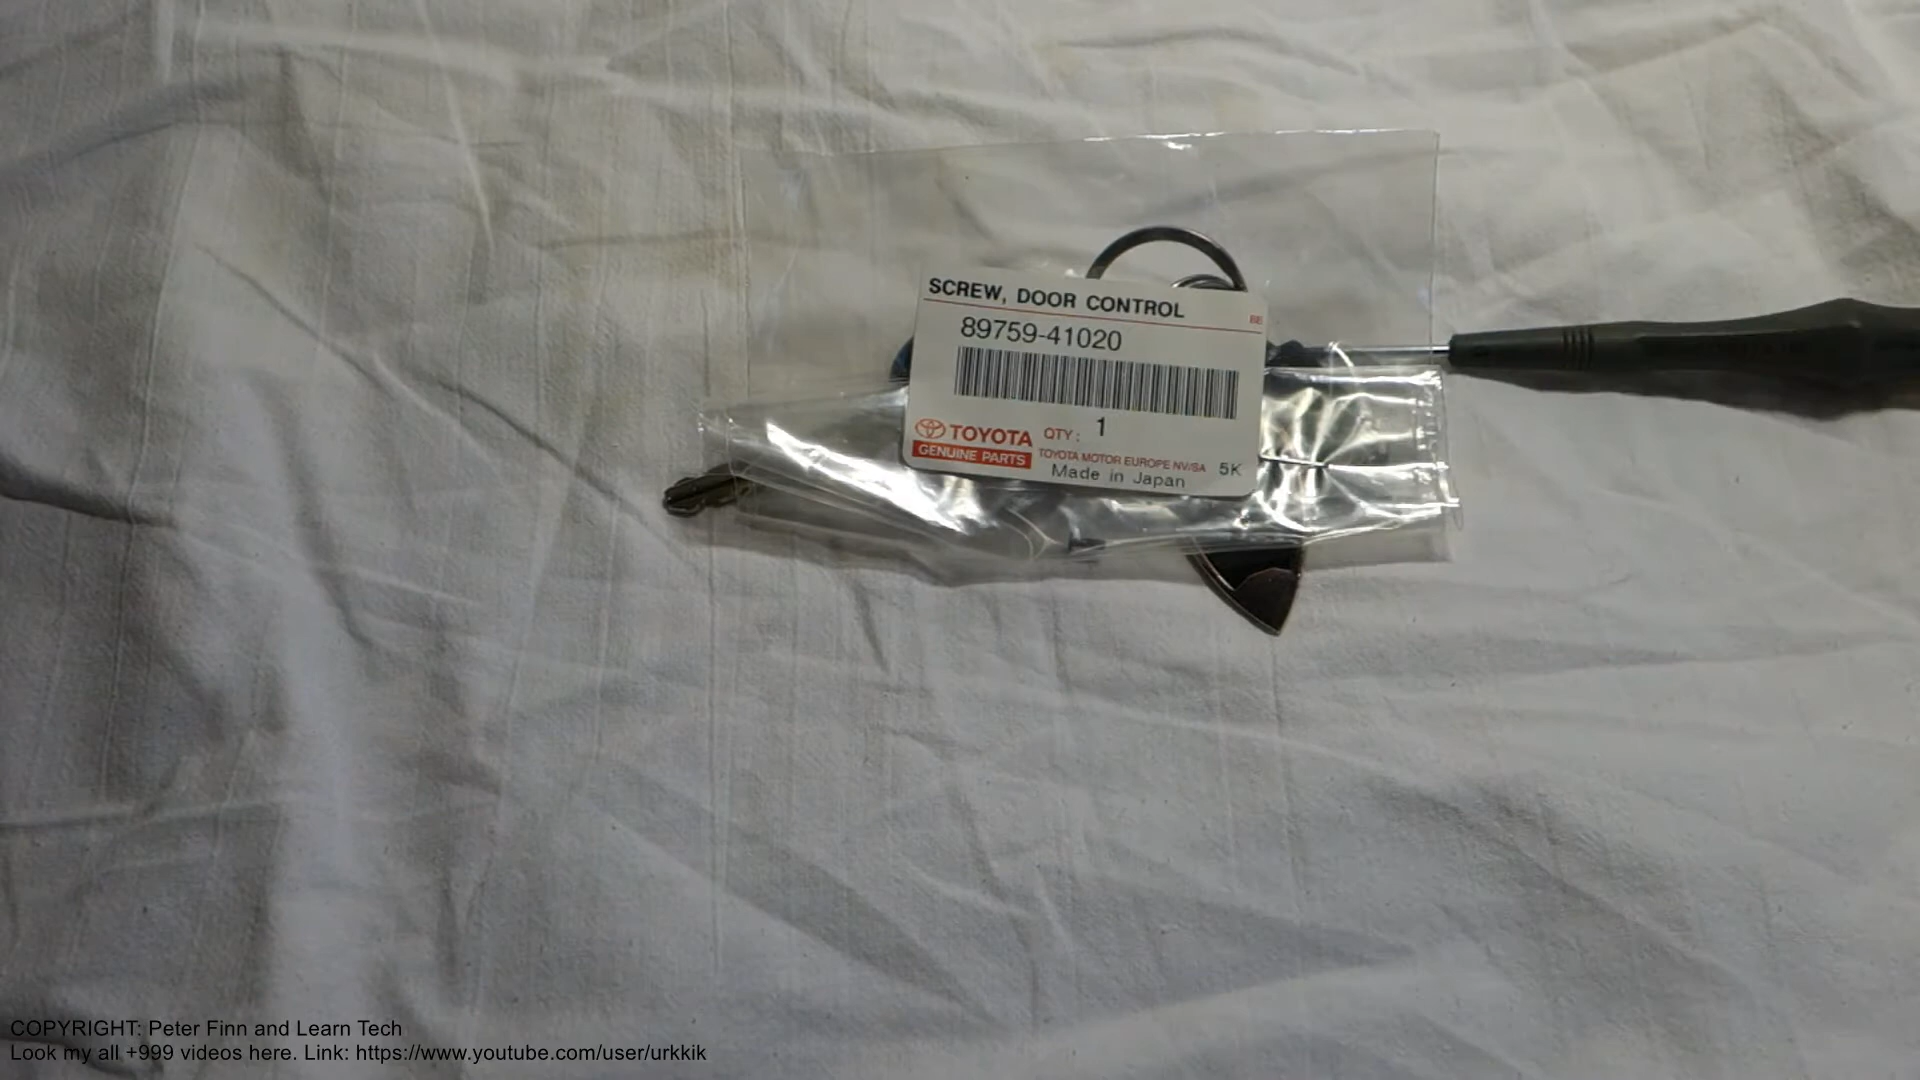 SCREW, DOOR CONTROL
BB
89759-41020
TOYOTA
QTY: 1
GENUINE PARTS
TOYOTA MOTOR EUROPE NV/SA
5K
Made in Japan
COPYRIGHT: Peter Finn and Learn Tech
Look my all +999 videos here. Link: https://www.youtube.com/user/urkkik